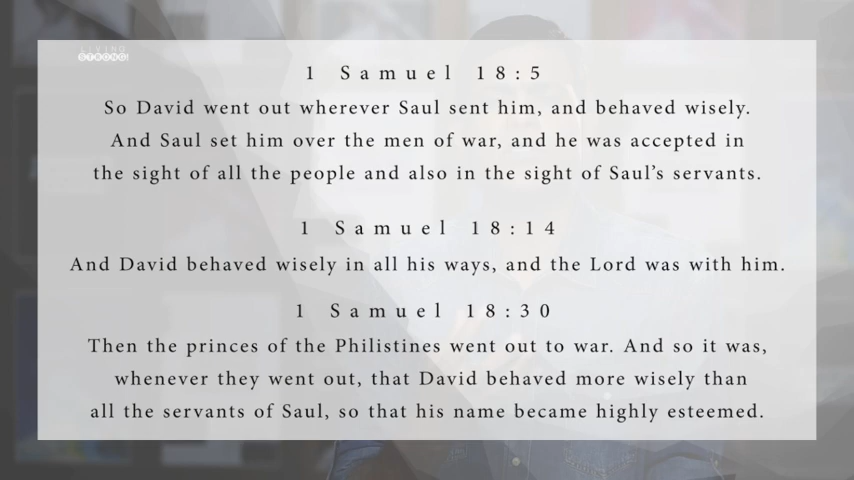 LIVING
STRONG!
1 Samuel 18:5
So David went out wherever Saul sent him, and behaved wisely.
And Saul set him over the men of war, and he was accepted in
the sight of all the people and also in the sight of Saul’s servants.
1 Samuel 18:14
And David behaved wisely in all his ways, and the Lord was with him.
1 Samuel 18:30
Then the princes of the Philistines went out to war. And so it was,
whenever they went out, that David behaved more wisely than
all the servants of Saul, so that his name became highly esteemed.